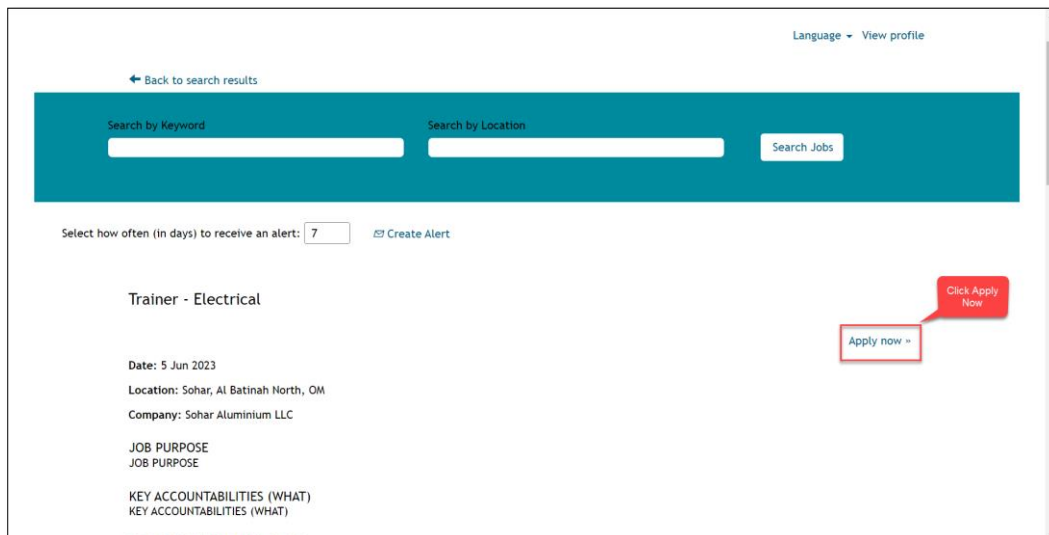 Language View profile
Back to search results
Search by Keyword Search by Location
Search Jobs
Select how often (in days) to receive an alert: 7 Create Alert
Trainer - Electrical
Click Apply
Now
Apply now »
Date: 5 Jun 2023
Location: Sohar, Al Batinah North, OM
Company: Sohar Aluminium LLC
JOB PURPOSE
JOB PURPOSE
KEY ACCOUNTABILITIES (WHAT)
KEY ACCOUNTABILITIES (WHAT)